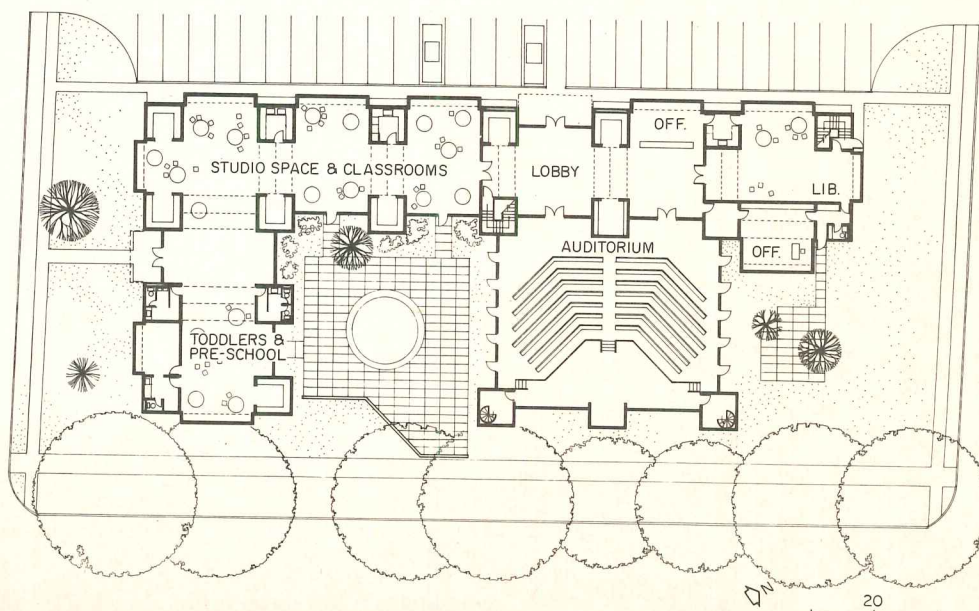 OFF.
STUDIO SPACE & CLASSROOMS
LOBBY
LIB.
AUDITORIUM
OFF.
TODDLERS &
PRE-SCHOOL
N
20